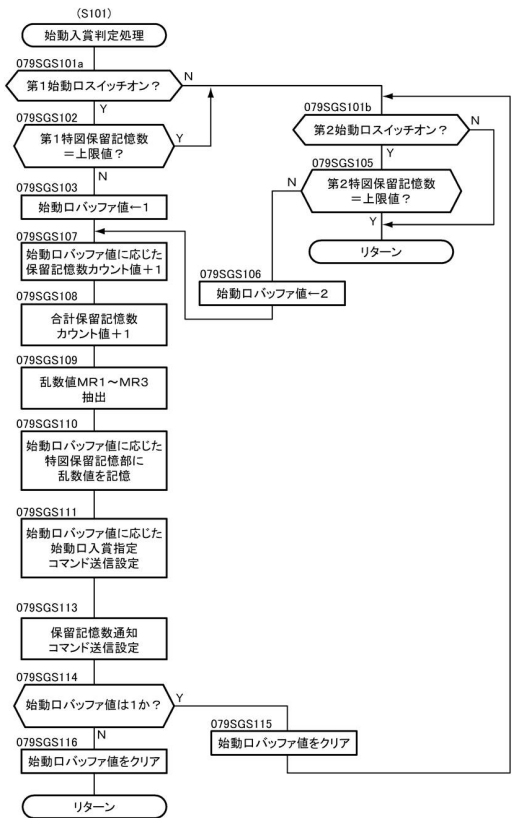 (S101)
始動入賞判定処理
079SGS101a
第1始動口スイッチオン？
N
Y
079SGS102
第1特図保留記憶数
＝上限値？
Y
N
079SGS103
始動口バッファ値←1
079SGS107
始動口バッファ値に応じた
保留記憶数カウント値＋1
079SGS108
合計保留記憶数
カウント値＋1
079SGS109
乱数値MR1～MR3
抽出
079SGS110
始動口バッファ値に応じた
特図保留記憶部に
乱数値を記憶
079SGS111
始動口バッファ値に応じた
始動口入賞指定
コマンド送信設定
079SGS113
保留記憶数通知
コマンド送信設定
079SGS114
始動口バッファ値は1か？
Y
N
079SGS116
始動口バッファ値をクリア
リターン
079SGS115
始動口バッファ値をクリア
079SGS101b
第2始動口スイッチオン？
N
Y
079SGS105
第2特図保留記憶数
＝上限値？
N
Y
リターン
079SGS106
始動口バッファ値←2